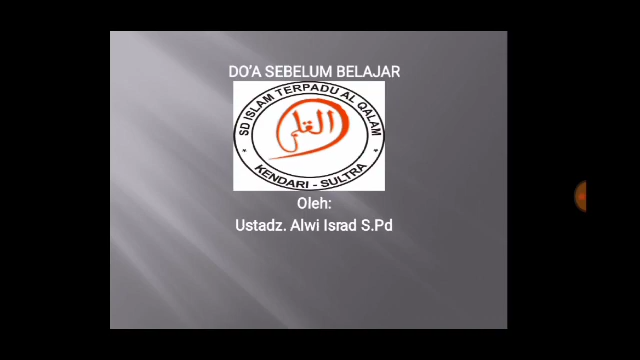 DO'A SEBELUM BELAJAR
SD ISLAM TERPADU AL QALAM
القلم
KENDARI - SULTRA
Oleh:
Ustadz. Alwi Israd S.Pd